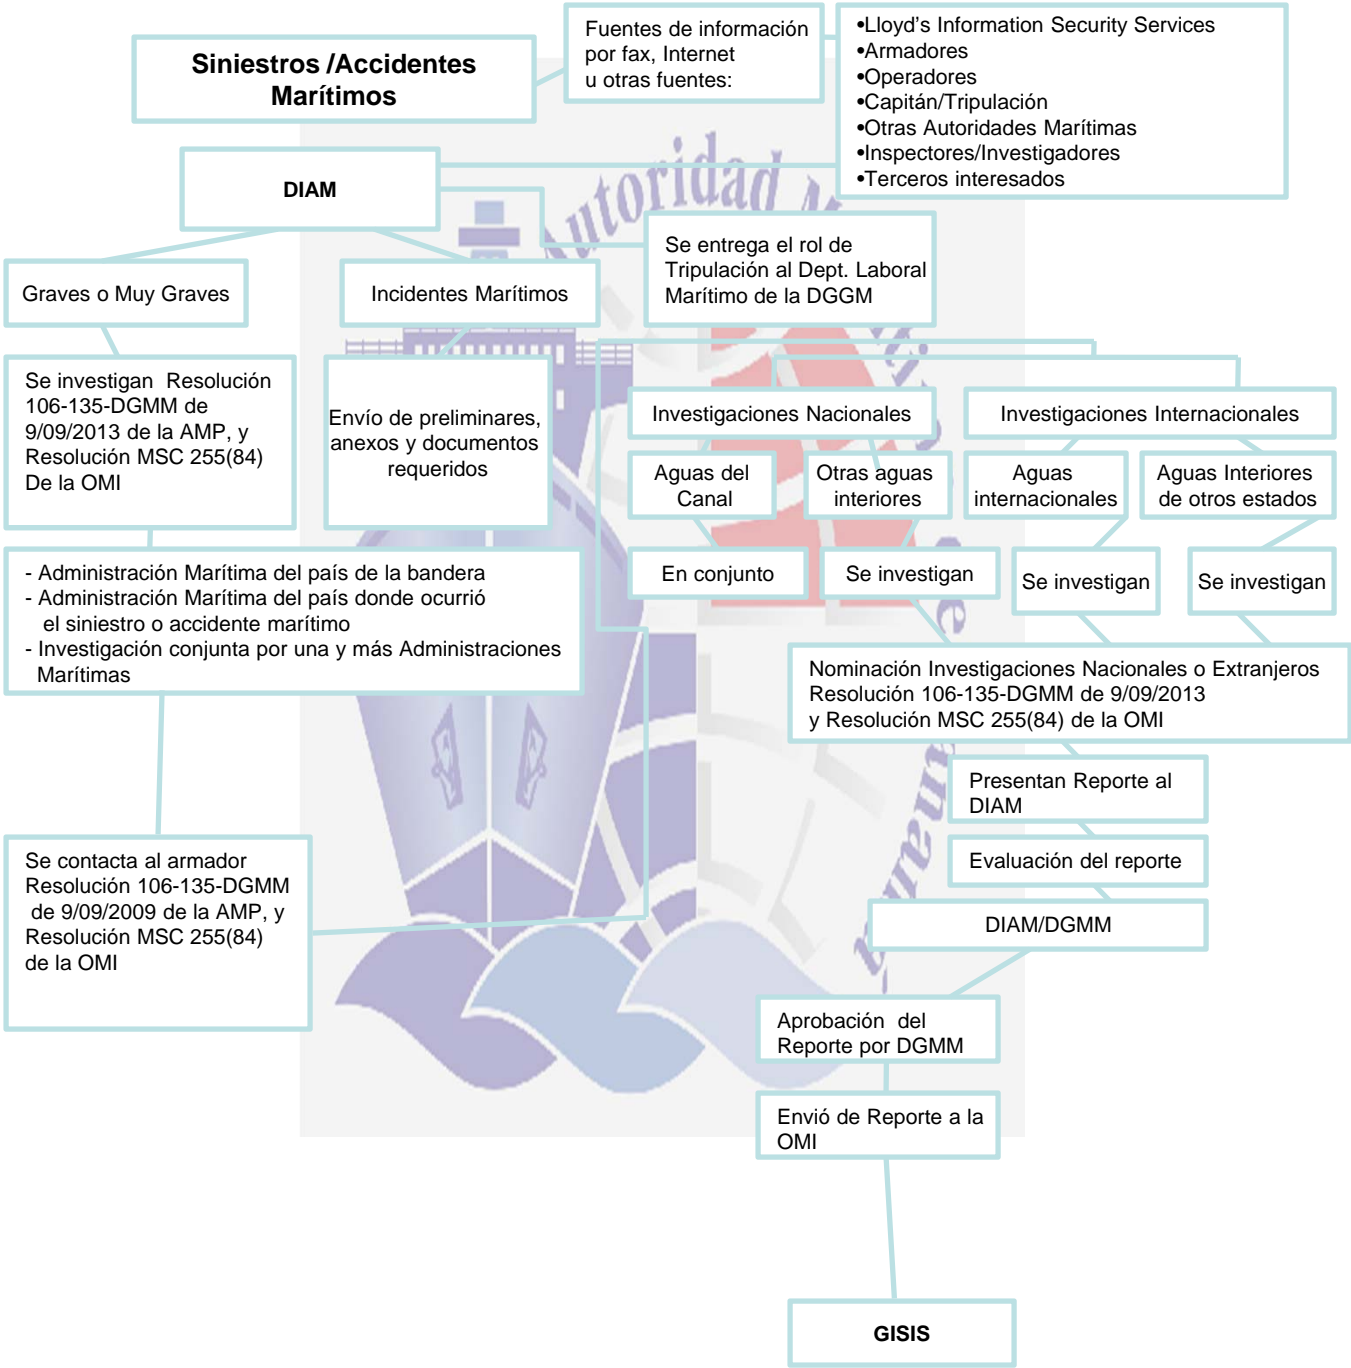 Siniestros /Accidentes
Marítimos
Fuentes de información
por fax, Internet
u otras fuentes:
•Lloyd’s Information Security Services
•Armadores
•Operadores
•Capitán/Tripulación
•Otras Autoridades Marítimas
•Inspectores/Investigadores
•Terceros interesados
DIAM
Se entrega el rol de
Tripulación al Dept. Laboral
Marítimo de la DGGM
Graves o Muy Graves
Incidentes Marítimos
Se investigan Resolución
106-135-DGMM de
9/09/2013 de la AMP, y
Resolución MSC 255(84)
De la OMI
Envío de preliminares,
anexos y documentos
requeridos
Investigaciones Nacionales
Investigaciones Internacionales
Aguas del
Canal
Otras aguas
interiores
Aguas
internacionales
Aguas Interiores
de otros estados
En conjunto
Se investigan
Se investigan
Se investigan
- Administración Marítima del país de la bandera
- Administración Marítima del país donde ocurrió
el siniestro o accidente marítimo
- Investigación conjunta por una y más Administraciones
Marítimas
Nominación Investigaciones Nacionales o Extranjeros
Resolución 106-135-DGMM de 9/09/2013
y Resolución MSC 255(84) de la OMI
Presentan Reporte al
DIAM
Se contacta al armador
Resolución 106-135-DGMM
de 9/09/2009 de la AMP, y
Resolución MSC 255(84)
de la OMI
Evaluación del reporte
DIAM/DGMM
Aprobación del
Reporte por DGMM
Envió de Reporte a la
OMI
GISIS